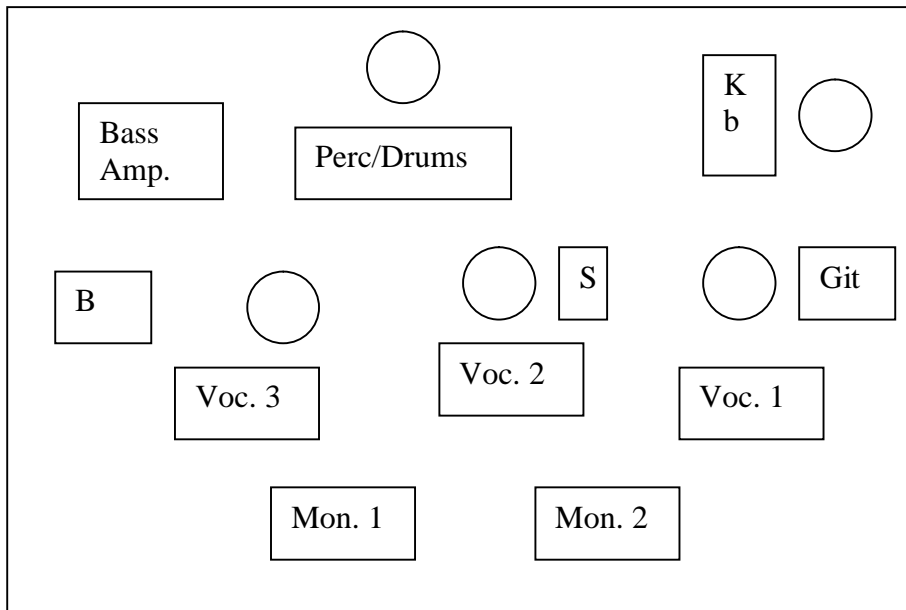 K
b
Bass
Amp.
Perc/Drums
B
S
Git
Voc. 3
Voc. 2
Voc. 1
Mon. 1
Mon. 2